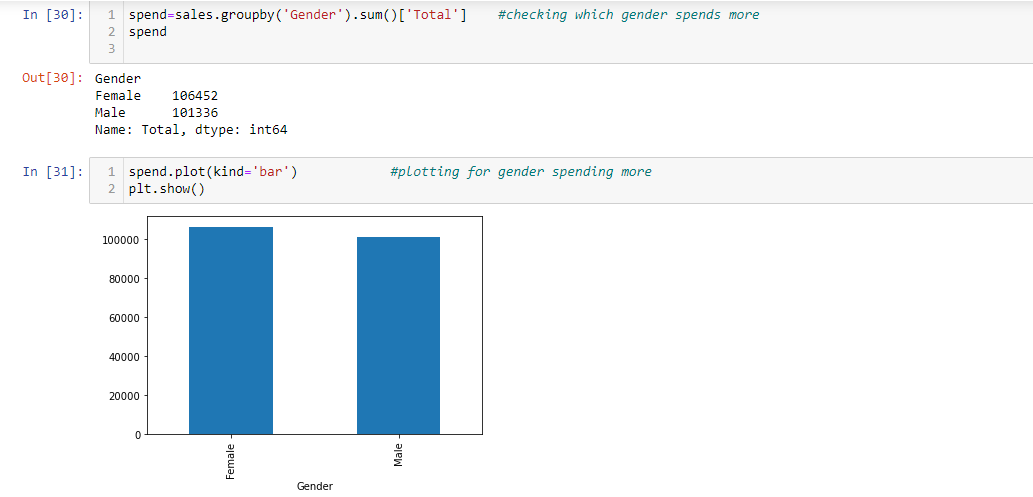 In [30]: 1 spend=sales.groupby('Gender').sum()['Total'] #checking which gender spends more
2 spend
3
Out[30]: Gender
Female 106452
Male 101336
Name: Total, dtype: int64
In [31]: 1 spend.plot(kind='bar') #plotting for gender spending more
2 plt.show()
100000
80000
60000
40000
20000
0
Female Male
Gender